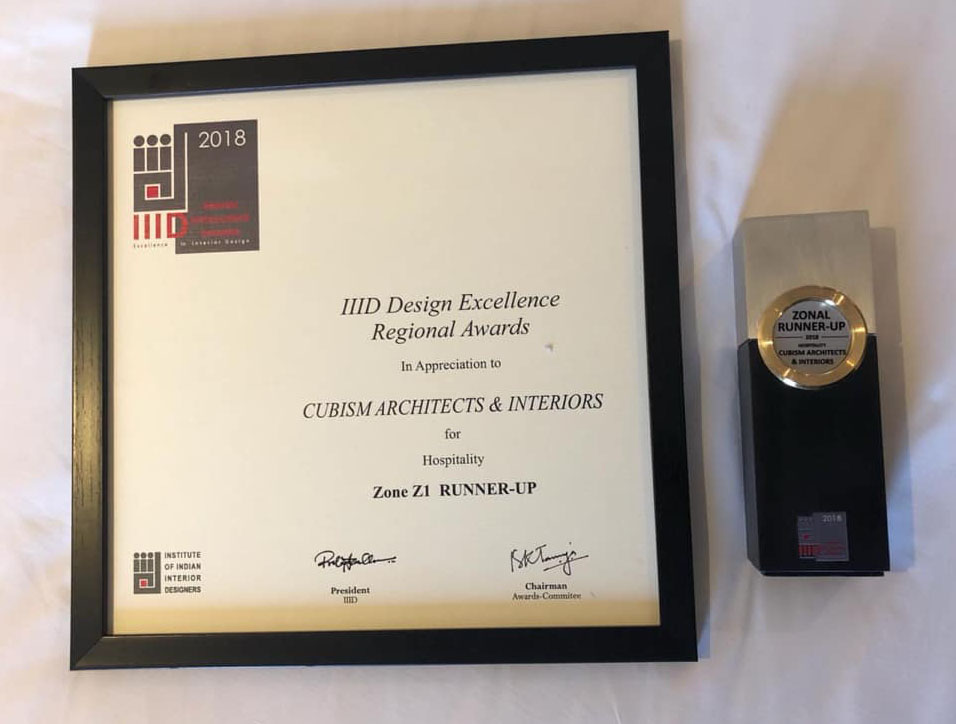 2018
IIID
Excellence in Interior Design
IIID Design Excellence
Regional Awards
In Appreciation to
CUBISM ARCHITECTS & INTERIORS
for
Hospitality
Zone Z1 RUNNER-UP
INSTITUTE
OF INDIAN
INTERIOR
DESIGNERS
President
IIID
Chairman
Awards-Commitee
ZONAL
RUNNER-UP
2018
HOSPITALITY
CUBISM ARCHITECTS
& INTERIORS
2018